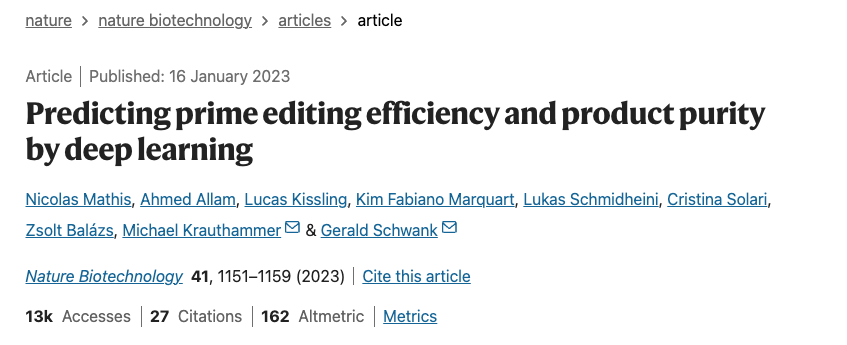 nature > nature biotechnology > articles > article
Article | Published: 16 January 2023
Predicting prime editing efficiency and product purity
by deep learning
Nicolas Mathis, Ahmed Allam, Lucas Kissling, Kim Fabiano Marquart, Lukas Schmidheini, Cristina Solari,
Zsolt Balázs, Michael Krauthammer & Gerald Schwank
Nature Biotechnology 41, 1151–1159 (2023) | Cite this article
13k Accesses | 27 Citations | 162 Altmetric | Metrics